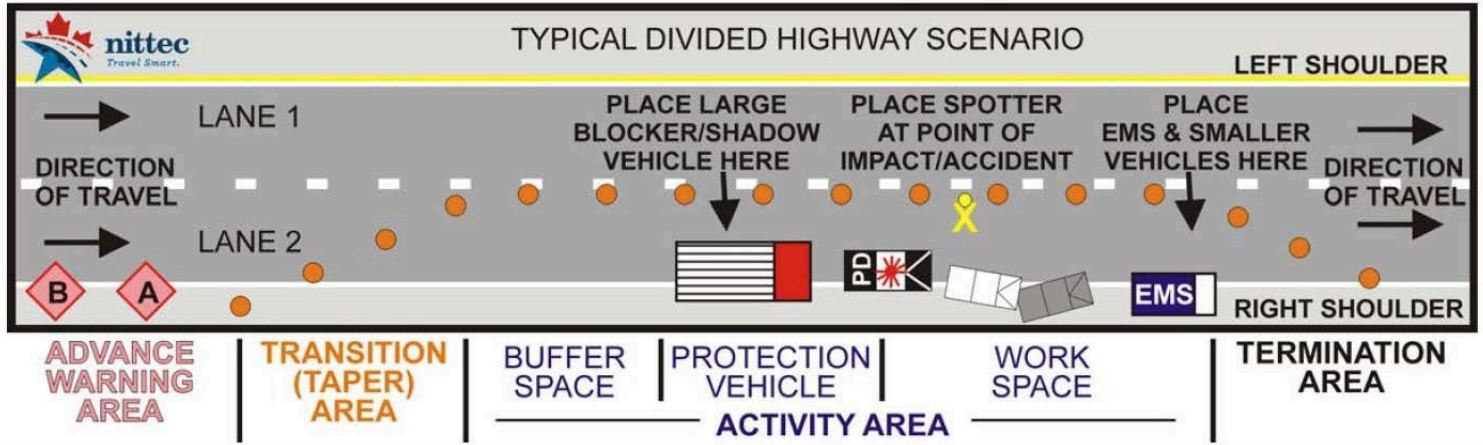 nittec
Travel Smart.
TYPICAL DIVIDED HIGHWAY SCENARIO
LEFT SHOULDER
LANE 1
PLACE LARGE
BLOCKER/SHADOW
VEHICLE HERE
PLACE SPOTTER
AT POINT OF
IMPACT/ACCIDENT
PLACE
EMS & SMALLER
VEHICLES HERE
DIRECTION
OF TRAVEL
DIRECTION
OF TRAVEL
LANE 2
X
B
A
PD
EMS
RIGHT SHOULDER
ADVANCE
WARNING
AREA
TRANSITION
(TAPER)
AREA
BUFFER
SPACE
PROTECTION
VEHICLE
WORK
SPACE
ACTIVITY AREA
TERMINATION
AREA